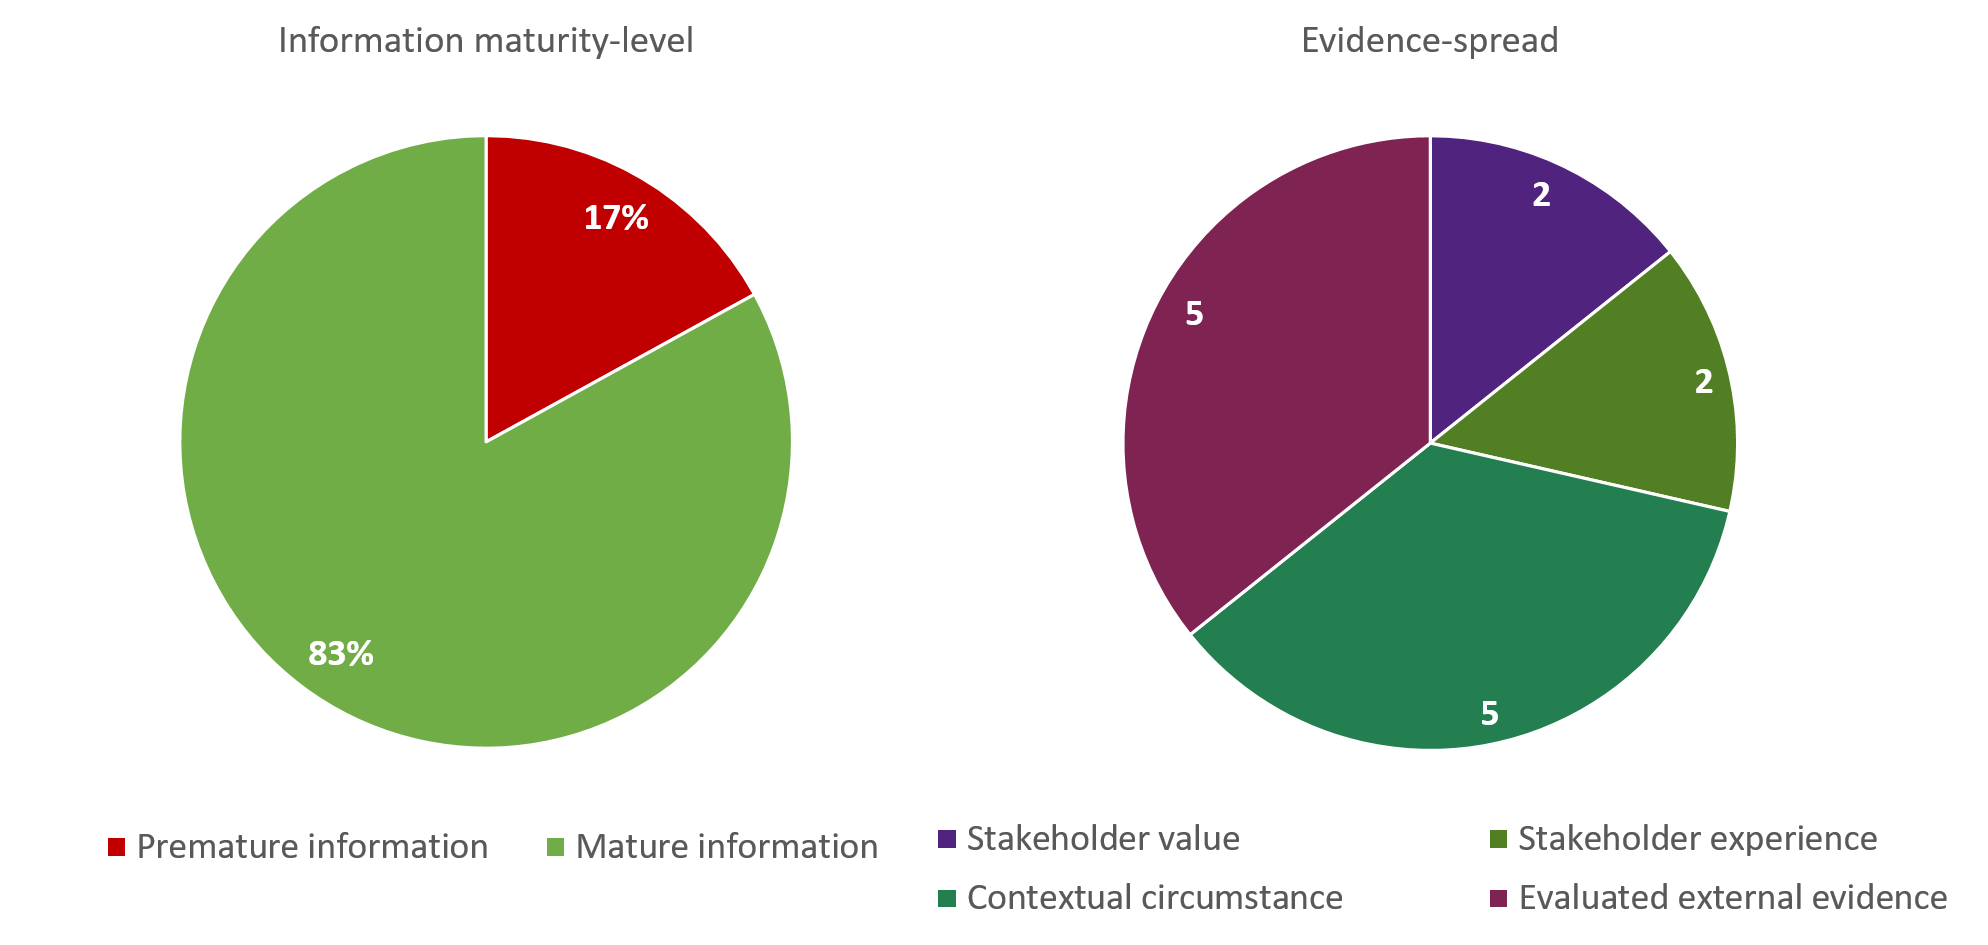 Information maturity-level
17%
83%
Premature information
Mature information
Evidence-spread
2
2
5
5
Stakeholder value
Stakeholder experience
Contextual circumstance
Evaluated external evidence